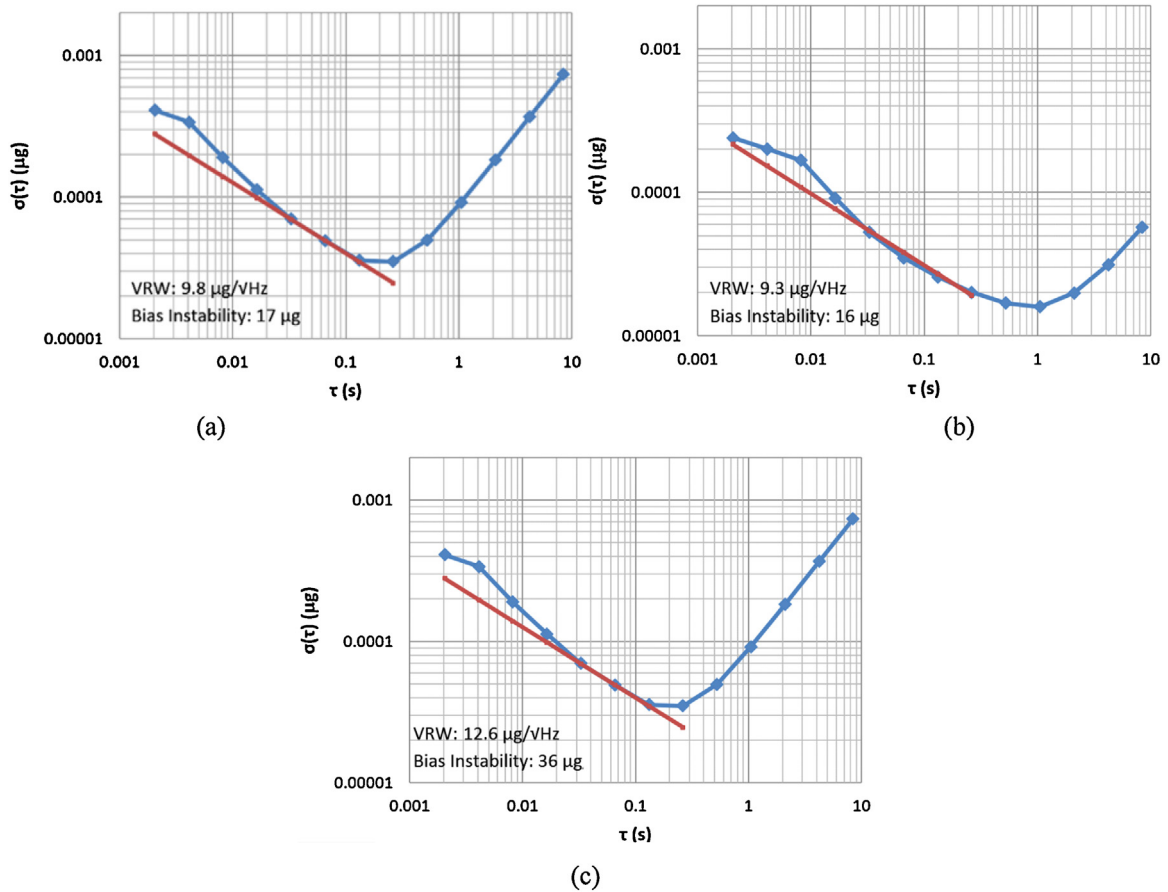 0.001
0.0001
0.00001
σ(τ) (μg)
VRW: 9.8 μg/√Hz
Bias Instability: 17 μg
0.001 0.01 0.1 1 10
τ (s)
(a)
0.001
0.0001
0.00001
σ(τ) (μg)
VRW: 9.3 μg/√Hz
Bias Instability: 16 μg
0.001 0.01 0.1 1 10
τ (s)
(b)
0.001
0.0001
0.00001
σ(τ) (μg)
VRW: 12.6 μg/√Hz
Bias Instability: 36 μg
0.001 0.01 0.1 1 10
τ (s)
(c)